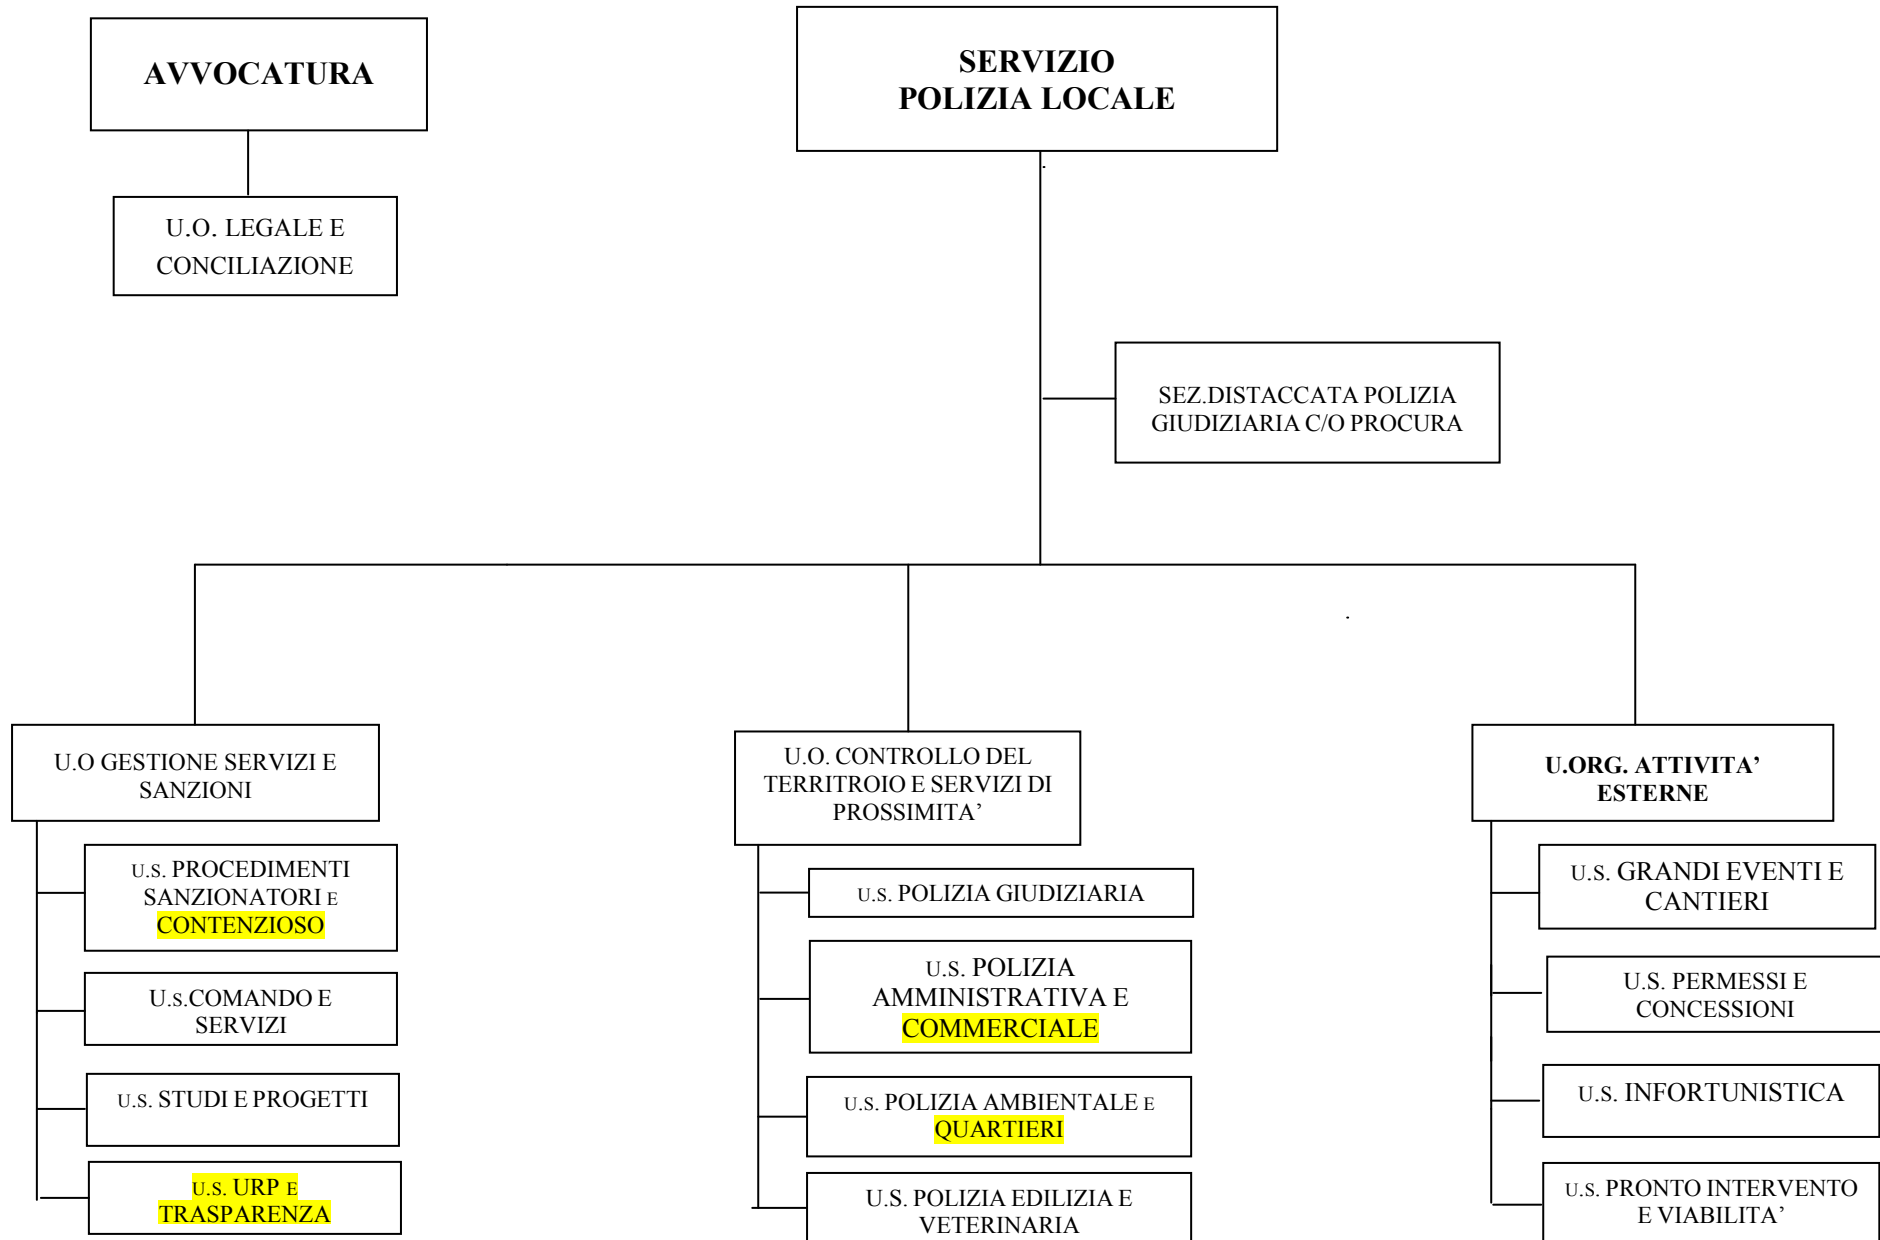 AVVOCATURA
SERVIZIO
POLIZIA LOCALE
U.O. LEGALE E
CONCILIAZIONE
SEZ.DISTACCATA POLIZIA
GIUDIZIARIA C/O PROCURA
U.O GESTIONE SERVIZI E
SANZIONI
U.S. PROCEDIMENTI
SANZIONATORI E
CONTENZIOSO
U.S.COMANDO E
SERVIZI
U.S. STUDI E PROGETTI
U.S. URP E
TRASPARENZA
U.O. CONTROLLO DEL
TERRITROIO E SERVIZI DI
PROSSIMITA’
U.S. POLIZIA GIUDIZIARIA
U.S. POLIZIA
AMMINISTRATIVA E
COMMERCIALE
U.S. POLIZIA AMBIENTALE E
QUARTIERI
U.S. POLIZIA EDILIZIA E
VETERINARIA
U.ORG. ATTIVITA’
ESTERNE
U.S. GRANDI EVENTI E
CANTIERI
U.S. PERMESSI E
CONCESSIONI
U.S. INFORTUNISTICA
U.S. PRONTO INTERVENTO
E VIABILITA’